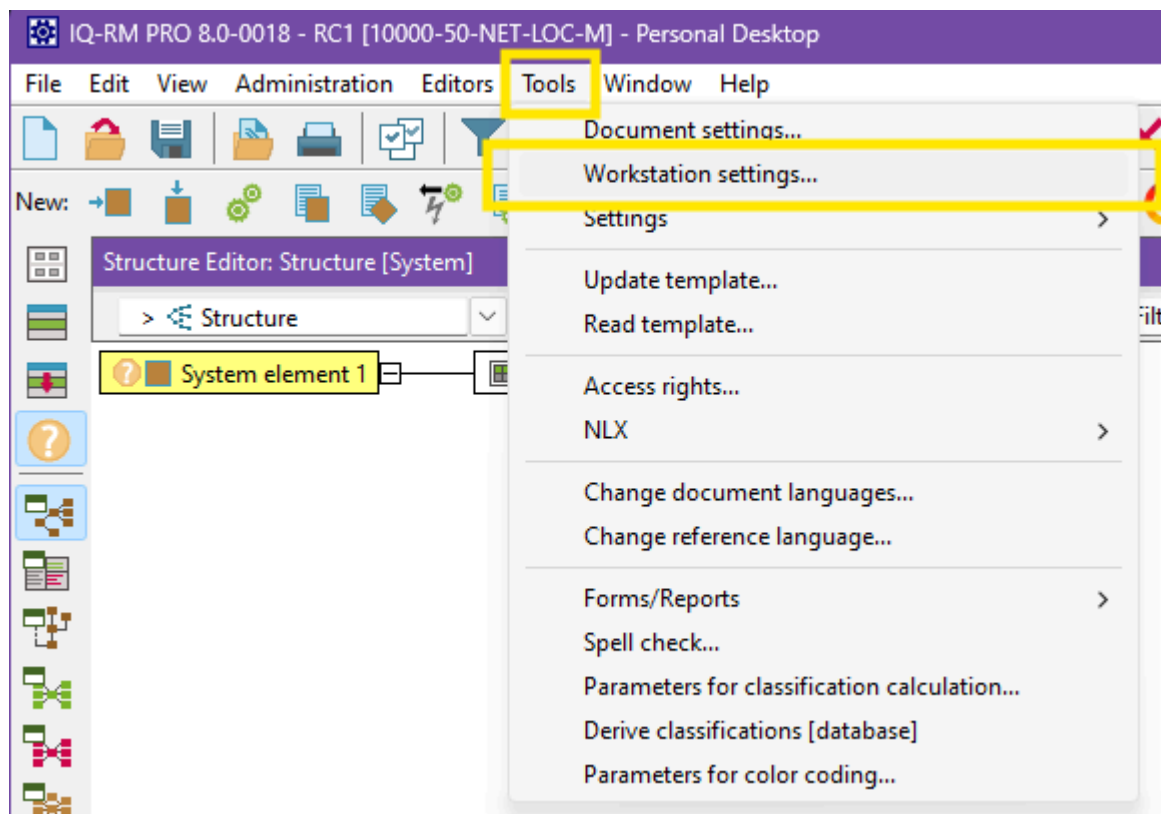 IQ-RM PRO 8.0-0018 - RC1 [10000-50-NET-LOC-M] - Personal Desktop
File Edit View Administration Editors Tools Window Help
New:
Structure Editor: Structure [System]
> Structure
System element 1
Document settings...
Workstation settings...
Settings >
Update template...
Read template...
Access rights...
NLX >
Change document languages...
Change reference language...
Forms/Reports >
Spell check...
Parameters for classification calculation...
Derive classifications [database]
Parameters for color coding...